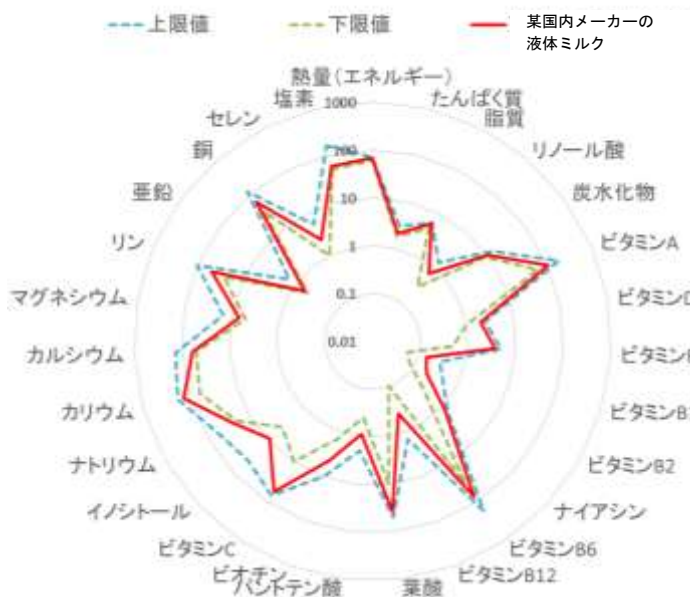 上限値
下限値
某国内メーカーの
液体ミルク
熱量（エネルギー）
たんぱく質
脂質
リノール酸
炭水化物
ビタミンA
ビタミンD
ビタミンB2
ナイアシン
ビタミンB6
ビタミンB12
葉酸
パントテン酸
ビオチン
ビタミンC
イノシトール
ナトリウム
カリウム
カルシウム
マグネシウム
リン
亜鉛
銅
セレン
塩素
1000
100
10
1
0.1
0.01